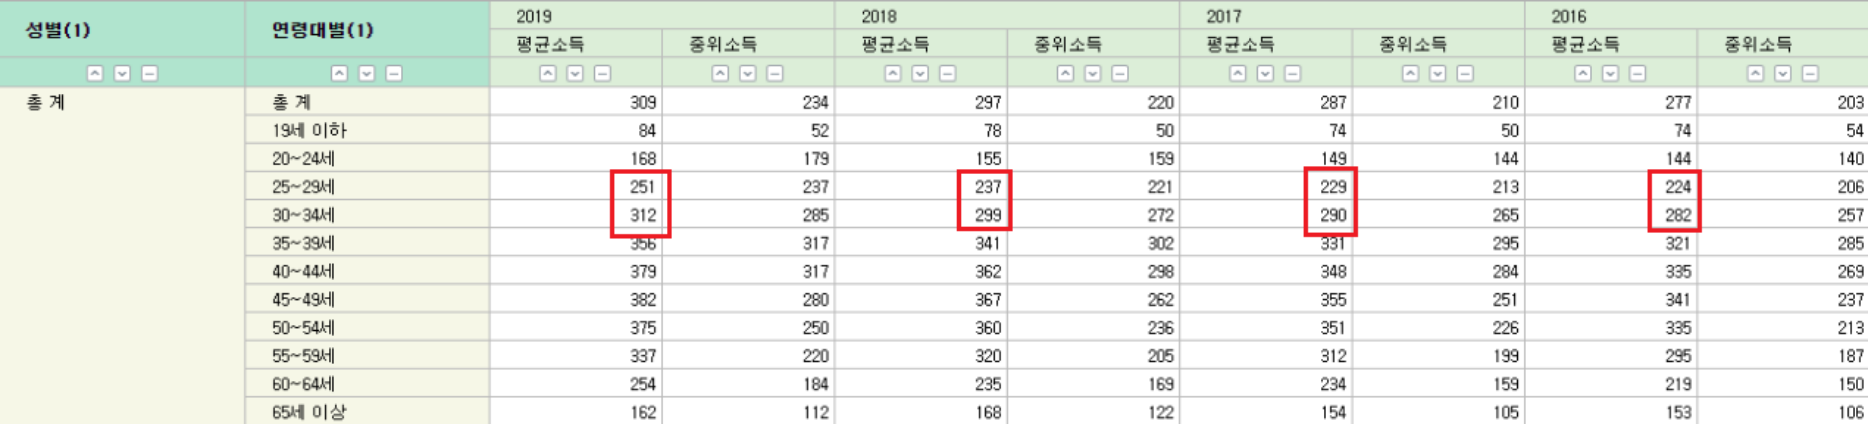 성별(1) 연령대별(1) 2019 2018 2017 2016
평균소득 중위소득 평균소득 중위소득 평균소득 중위소득 평균소득 중위소득
총 계 총 계 309 234 297 220 287 210 277 203
19세 이하 84 52 78 50 74 50 74 54
20~24세 168 179 155 159 149 144 144 140
25~29세 251 237 237 221 229 213 224 206
30~34세 312 285 299 272 290 265 282 257
35~39세 356 317 341 302 331 295 321 285
40~44세 379 317 362 298 348 284 335 269
45~49세 382 280 367 262 355 251 341 237
50~54세 375 250 360 236 351 226 335 213
55~59세 337 220 320 205 312 199 295 187
60~64세 254 184 235 169 234 159 219 150
65세 이상 162 112 168 122 154 105 153 106